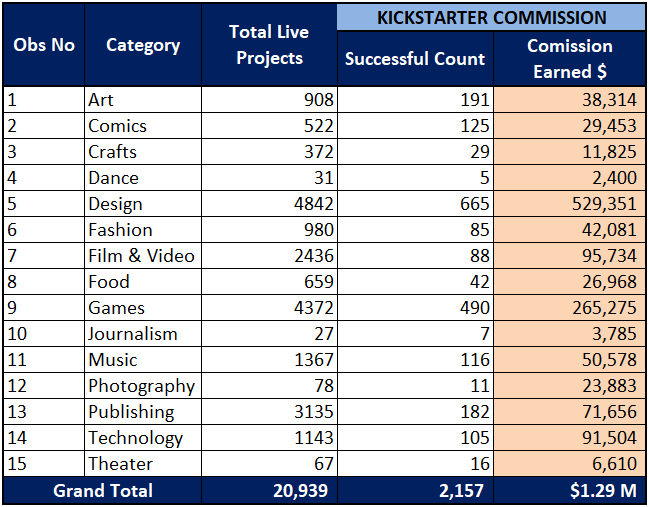 KICKSTARTER COMMISSION
Obs No Category Total Live Projects Successful Count Comission Earned $
1 Art 908 191 38,314
2 Comics 522 125 29,453
3 Crafts 372 29 11,825
4 Dance 31 5 2,400
5 Design 4842 665 529,351
6 Fashion 980 85 42,081
7 Film & Video 2436 88 95,734
8 Food 659 42 26,968
9 Games 4372 490 265,275
10 Journalism 27 7 3,785
11 Music 1367 116 50,578
12 Photography 78 11 23,883
13 Publishing 3135 182 71,656
14 Technology 1143 105 91,504
15 Theater 67 16 6,610
Grand Total 20,939 2,157 $1.29 M